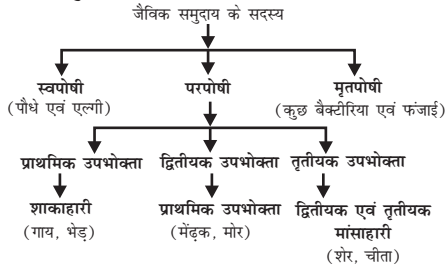 जैविक समुदाय के सदस्य
स्वपोषी परपोषी मृतपोषी
(पौधे एवं एल्गी) (कुछ बैक्टीरिया एवं फंजाई)
प्राथमिक उपभोक्ता द्वितीयक उपभोक्ता तृतीयक उपभोक्ता
शाकाहारी प्राथमिक उपभोक्ता द्वितीयक एवं तृतीयक
(गाय, भेड़) (मेंढ़क, मोर) मांसाहारी
(शेर, चीता)